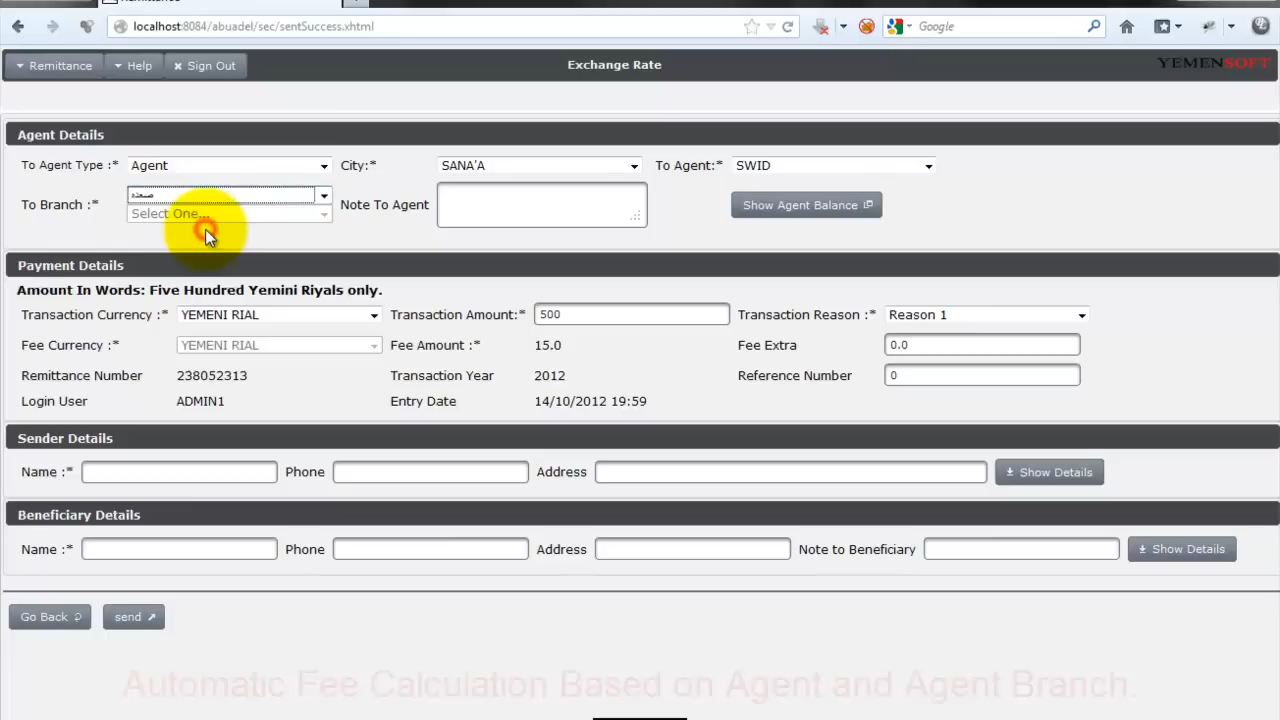 localhost:8084/abuadel/sec/sentSuccess.xhtml
Google
Remittance Help Sign Out Exchange Rate YEMENSOFT
Agent Details
To Agent Type :* Agent City:* SANA'A To Agent:* SWID
To Branch :* صعده Note To Agent Show Agent Balance
Select One...
Payment Details
Amount In Words: Five Hundred Yemini Riyals only.
Transaction Currency :* YEMENI RIAL Transaction Amount:* 500 Transaction Reason :* Reason 1
Fee Currency :* YEMENI RIAL Fee Amount :* 15.0 Fee Extra 0.0
Remittance Number 238052313 Transaction Year 2012 Reference Number 0
Login User ADMIN1 Entry Date 14/10/2012 19:59
Sender Details
Name :* Phone Address Show Details
Beneficiary Details
Name :* Phone Address Note to Beneficiary Show Details
Go Back send
Automatic Fee Calculation Based on Agent and Agent Branch.